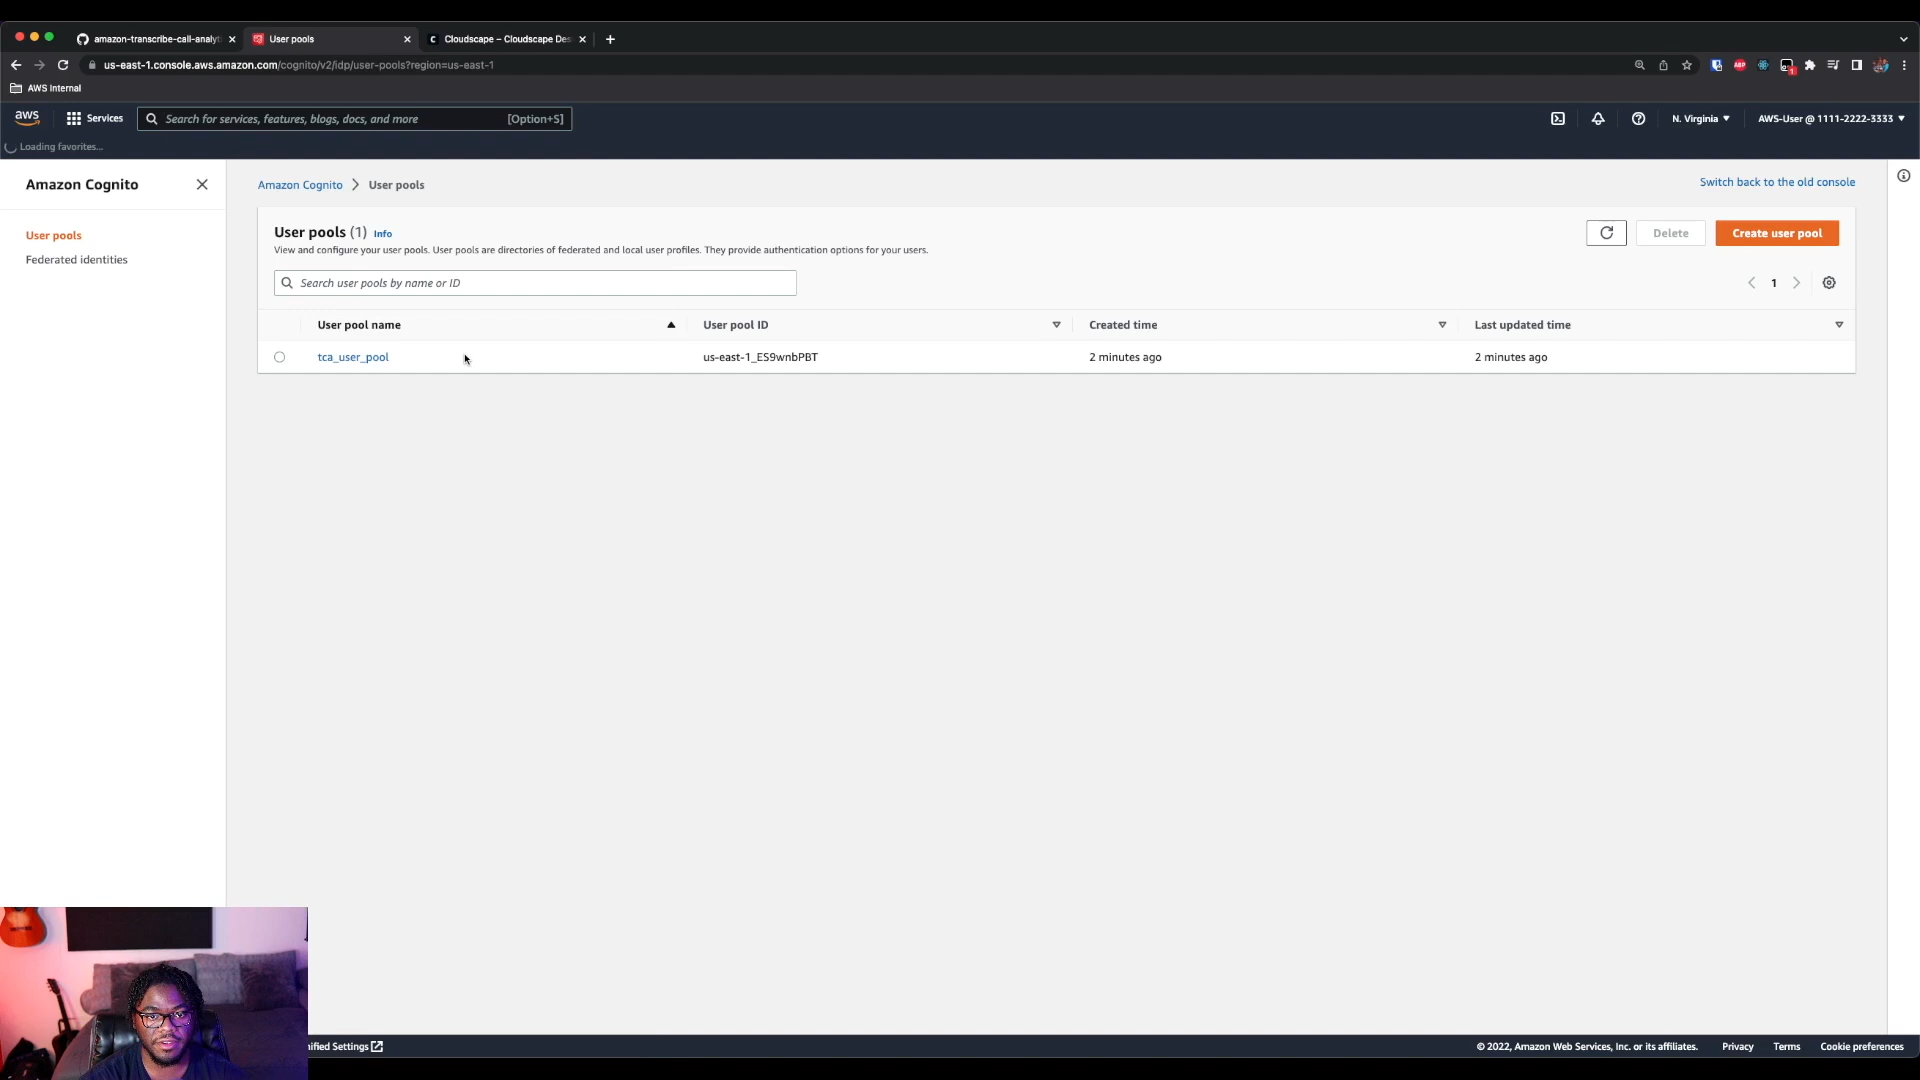 amazon-transcribe-call-analyt
User pools
Cloudscape – Cloudscape Des
us-east-1.console.aws.amazon.com/cognito/v2/idp/user-pools?region=us-east-1
ABP
1
AWS Internal
aws
Services
Search for services, features, blogs, docs, and more
[Option+S]
N. Virginia
AWS-User @ 1111-2222-3333
Loading favorites...
Amazon Cognito
User pools
Federated identities
Amazon Cognito
User pools
Switch back to the old console
User pools (1) Info
Delete
Create user pool
View and configure your user pools. User pools are directories of federated and local user profiles. They provide authentication options for your users.
Search user pools by name or ID
1
User pool name
User pool ID
Created time
Last updated time
tca_user_pool
us-east-1_ES9wnbPBT
2 minutes ago
2 minutes ago
nified Settings
© 2022, Amazon Web Services, Inc. or its affiliates.
Privacy
Terms
Cookie preferences